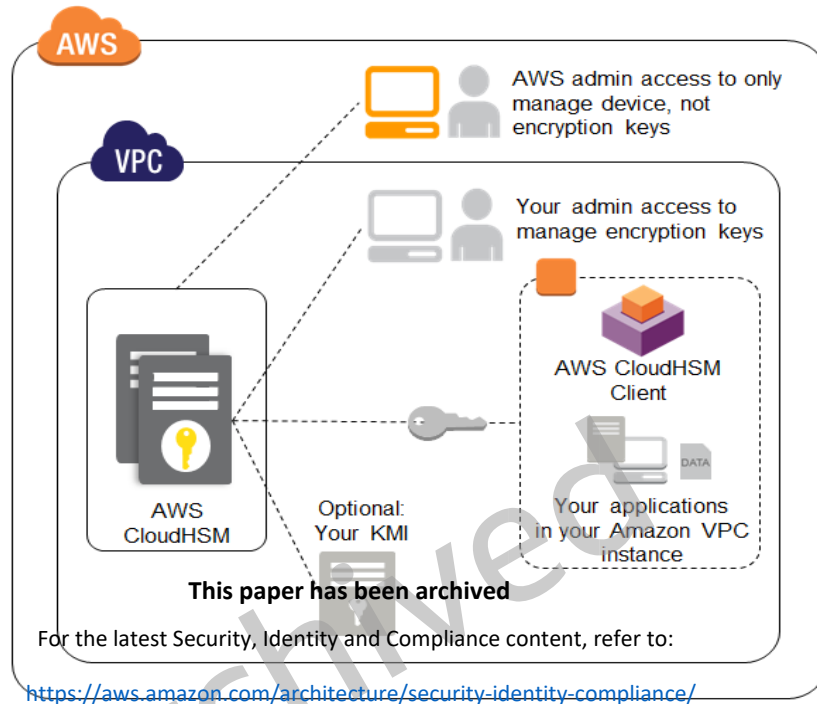 AWS
AWS admin access to only
manage device, not
encryption keys
VPC
Your admin access to
manage encryption keys
AWS CloudHSM
Client
DATA
AWS
CloudHSM
Optional:
Your KMI
Your applications
in your Amazon VPC
instance
This paper has been archived
For the latest Security, Identity and Compliance content, refer to:
https://aws.amazon.com/architecture/security-identity-compliance/